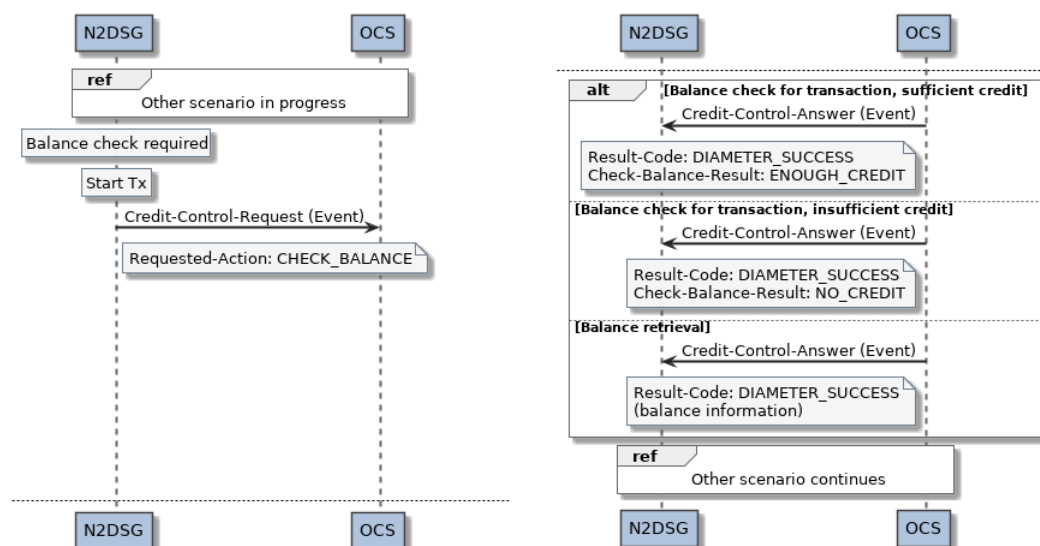 N2DSG
OCS
ref
Other scenario in progress
Balance check required
Start Tx
Credit-Control-Request (Event)
Requested-Action: CHECK_BALANCE
N2DSG
OCS
N2DSG
OCS
alt
[Balance check for transaction, sufficient credit]
Credit-Control-Answer (Event)
Result-Code: DIAMETER_SUCCESS
Check-Balance-Result: ENOUGH_CREDIT
[Balance check for transaction, insufficient credit]
Credit-Control-Answer (Event)
Result-Code: DIAMETER_SUCCESS
Check-Balance-Result: NO_CREDIT
[Balance retrieval]
Credit-Control-Answer (Event)
Result-Code: DIAMETER_SUCCESS
(balance information)
ref
Other scenario continues
N2DSG
OCS